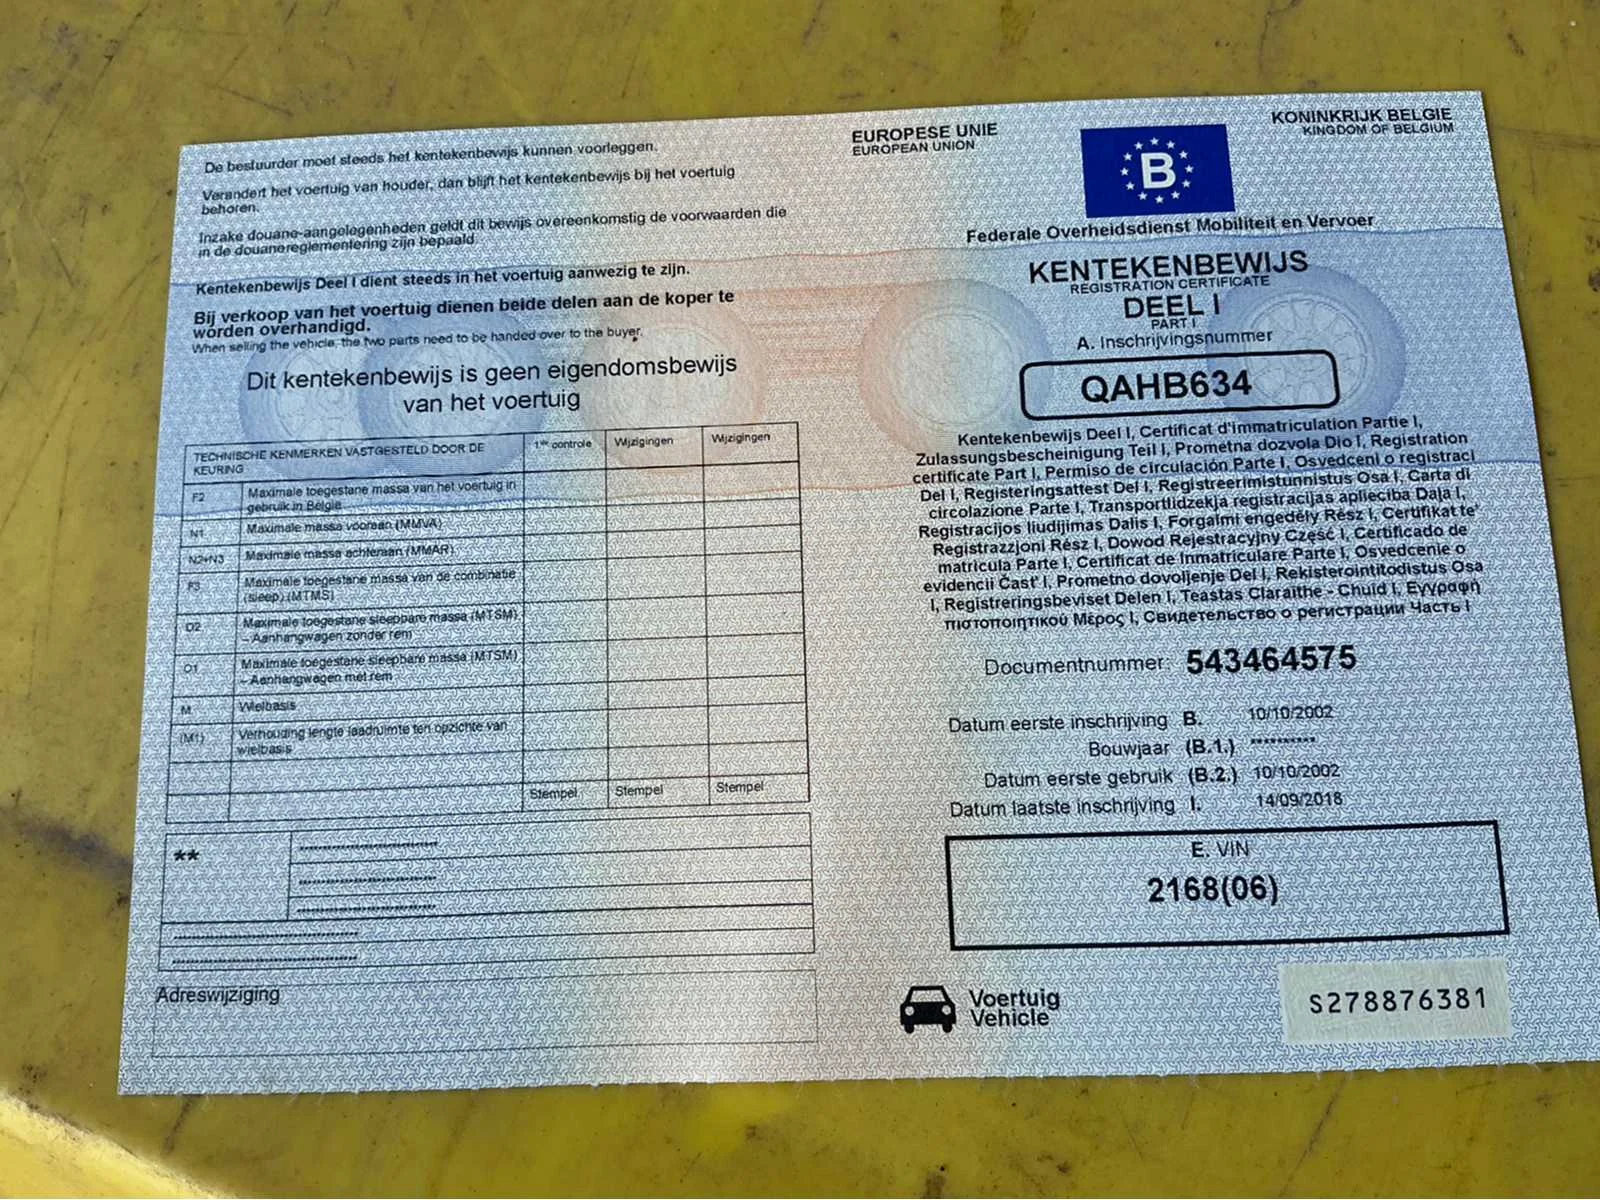 De bestuurder moet steeds het kentekenbewijs kunnen voorleggen.
Verandert het voertuig van houder, dan blijft het kentekenbewijs bij het voertuig
behoren.
Inzake douane-aangelegenheden geldt dit bewijs overeenkomstig de voorwaarden die
in de douanereglementering zijn bepaald
Kentekenbewijs Deel I dient steeds in het voertuig aanwezig te zijn.
Bij verkoop van het voertuig dienen beide delen aan de koper te
worden overhandigd.
When selling the vehicle, the two parts need to be handed over to the buyer.
Dit kentekenbewijs is geen eigendomsbewijs
van het voertuig
TECHNISCHE KENMERKEN VASTGESTELD DOOR DE
KEURING
1ste controle
Wijzigingen
Wijzigingen
F2
Maximale toegestane massa van het voertuig in
gebruik in België
N1
Maximale massa vooraan (MMVA)
N2+N3
Maximale massa achteraan (MMAR)
F3
Maximale toegestane massa van de combinatie
(sleep) (MTMS)
O2
Maximale toegestane sleepbare massa (MTSM)
– Aanhangwagen zonder rem
O1
Maximale toegestane sleepbare massa (MTSM)
– Aanhangwagen met rem
M
Wielbasis
(M1)
Verhouding lengte laadruimte ten opzichte van
wielbasis
Stempel
Stempel
Stempel
**
Adreswijziging
EUROPESE UNIE
EUROPEAN UNION
B
KONINKRIJK BELGIE
KINGDOM OF BELGIUM
Federale Overheidsdienst Mobiliteit en Vervoer
KENTEKENBEWIJS
REGISTRATION CERTIFICATE
DEEL I
PART I
A. Inschrijvingsnummer
QAHB634
Kentekenbewijs Deel I, Certificat d'immatriculation Partie I,
Zulassungsbescheinigung Teil I, Prometna dozvola Dio I, Registration
certificate Part I, Permiso de circulación Parte I, Osvedceni o registraci
Del I, Registeringsattest Del I, Registreerimistunnistus Osa I, Carta di
circolazione Parte I, Transportlidzekja registracijas aplieciba Daja I,
Registracijos liudijimas Dalis I, Forgalmi engedély Rész I, Certifikat te'
Registrazzjoni Rész I, Dowod Rejestracyjny Część I, Certificado de
matricula Parte I, Certificat de Inmatriculare Parte I, Osvedcenie o
evidencii Čast' I, Prometno dovoljenje Del I, Rekisterointitodistus Osa
I, Registreringsbeviset Delen I, Teastas Claraithe - Chuid I, Εγγραφή
πιστοποιητικού Μέρος I, Свидетельство о регистрации Часть I
Documentnummer: 543464575
Datum eerste inschrijving B. 10/10/2002
Bouwjaar (B.1.) **********
Datum eerste gebruik (B.2.) 10/10/2002
Datum laatste inschrijving I. 14/09/2018
E. VIN
2168(06)
Voertuig
Vehicle
S278876381